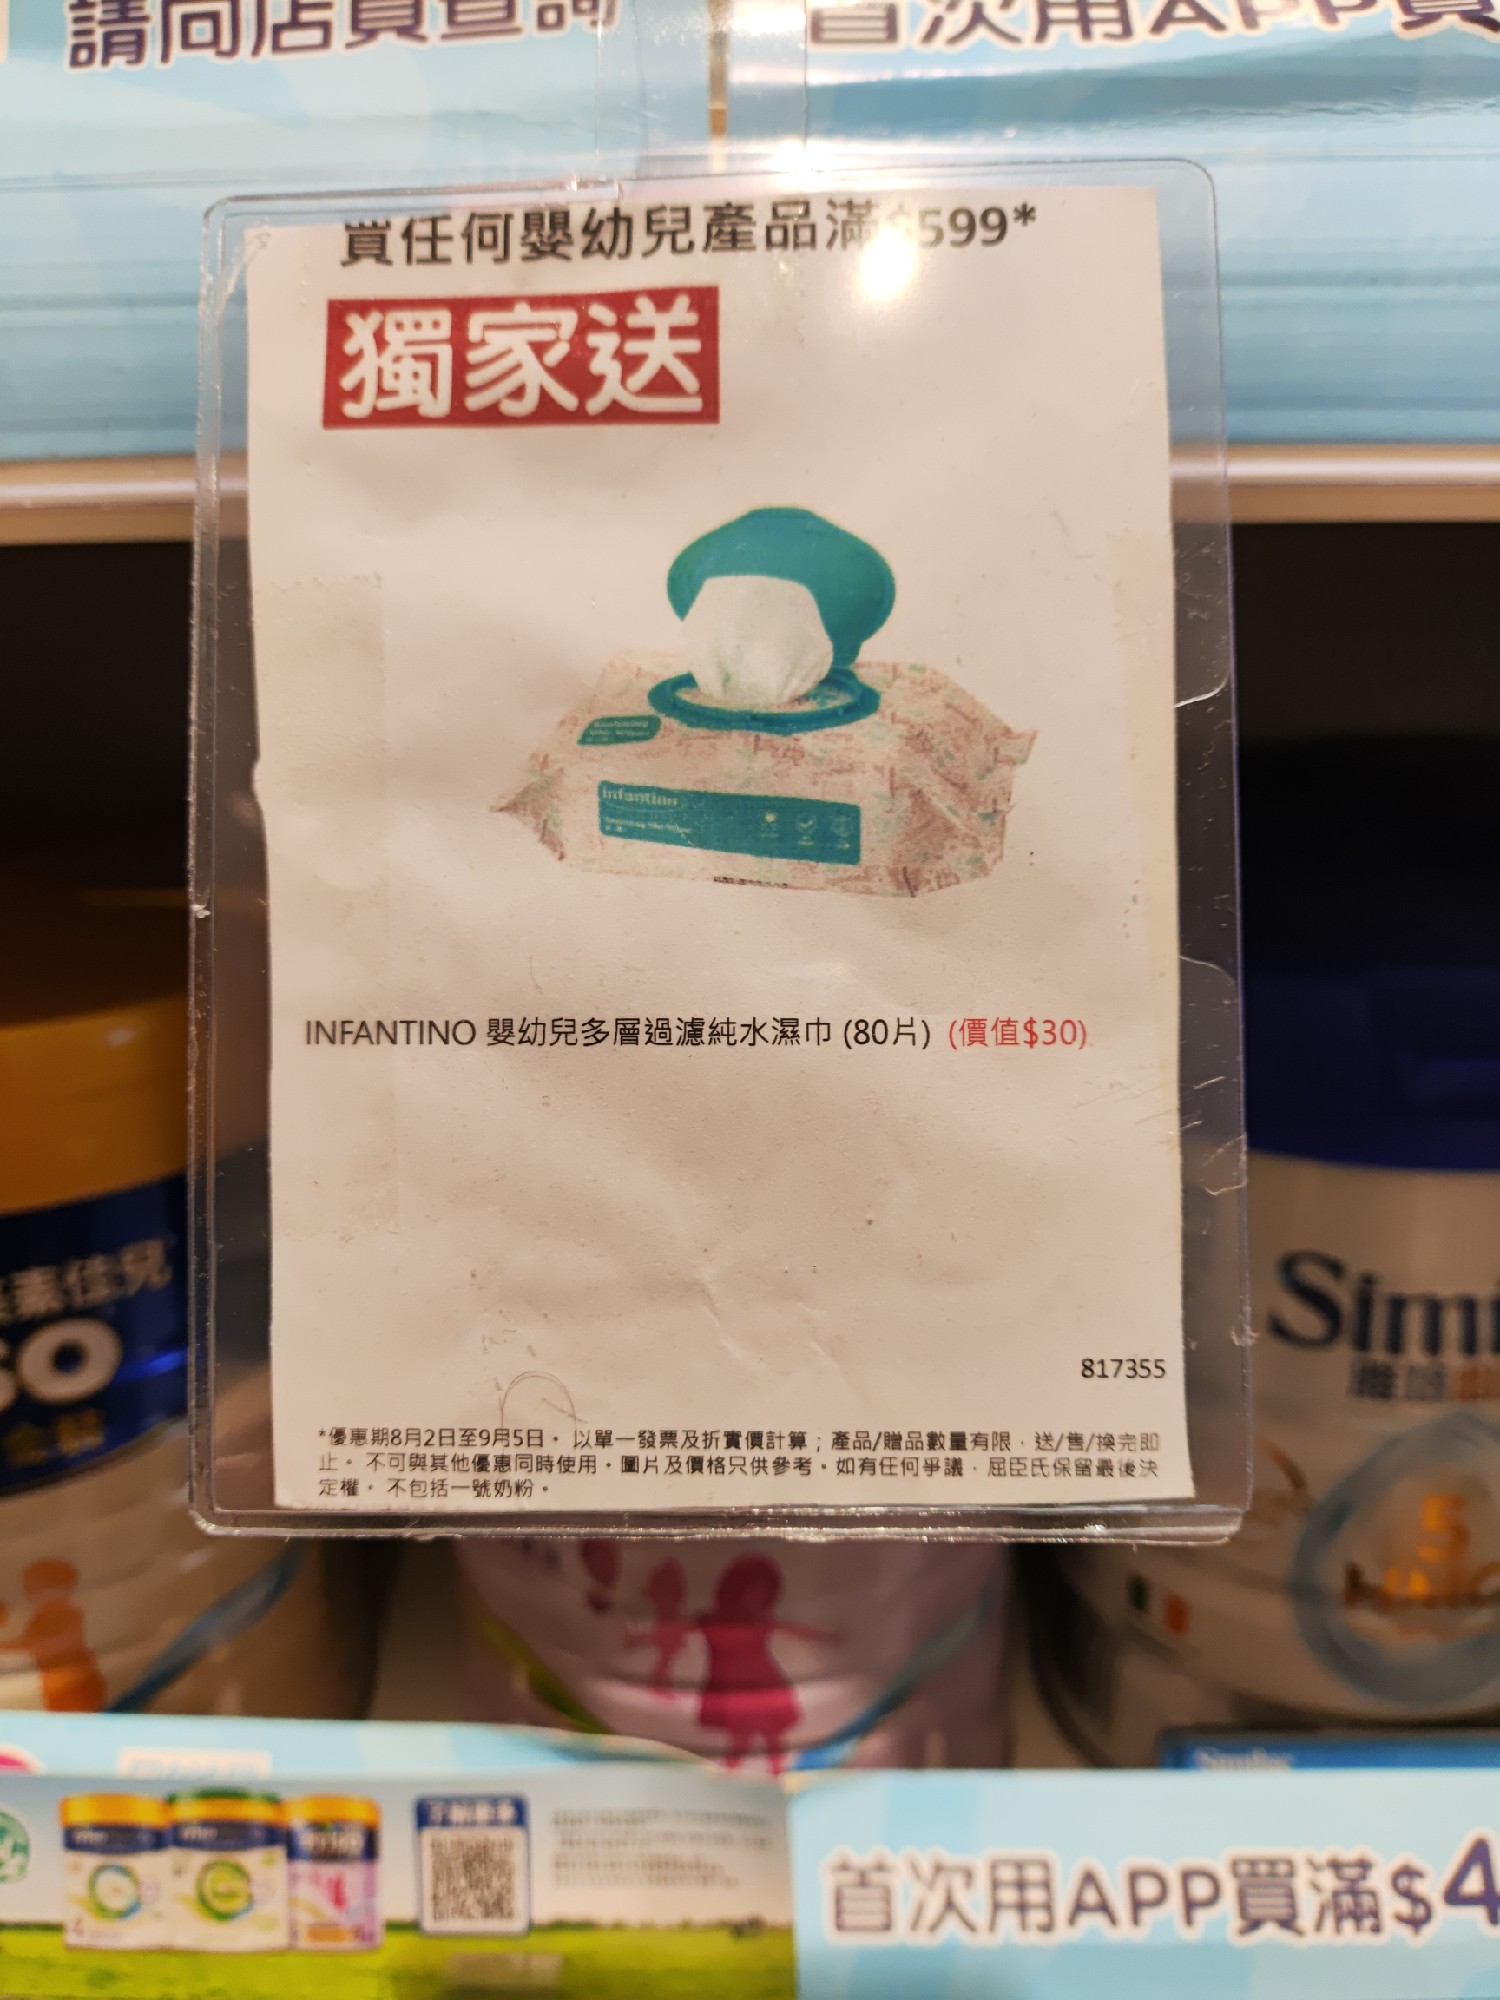 請向店員查詢
首次用APP買
買任何嬰幼兒產品滿$599*
獨家送
infantino
INFANTINO 嬰幼兒多層過濾純水濕巾 (80片) (價值$30)
817355
*優惠期8月2日至9月5日。以單一發票及折實價計算；產品/贈品數量有限，送/售/換完即
止。不可與其他優惠同時使用。圖片及價格只供參考。如有任何爭議，屈臣氏保留最後決
定權。不包括一號奶粉。
素佳兒
Simi
5
Similac
首次用APP買滿$4